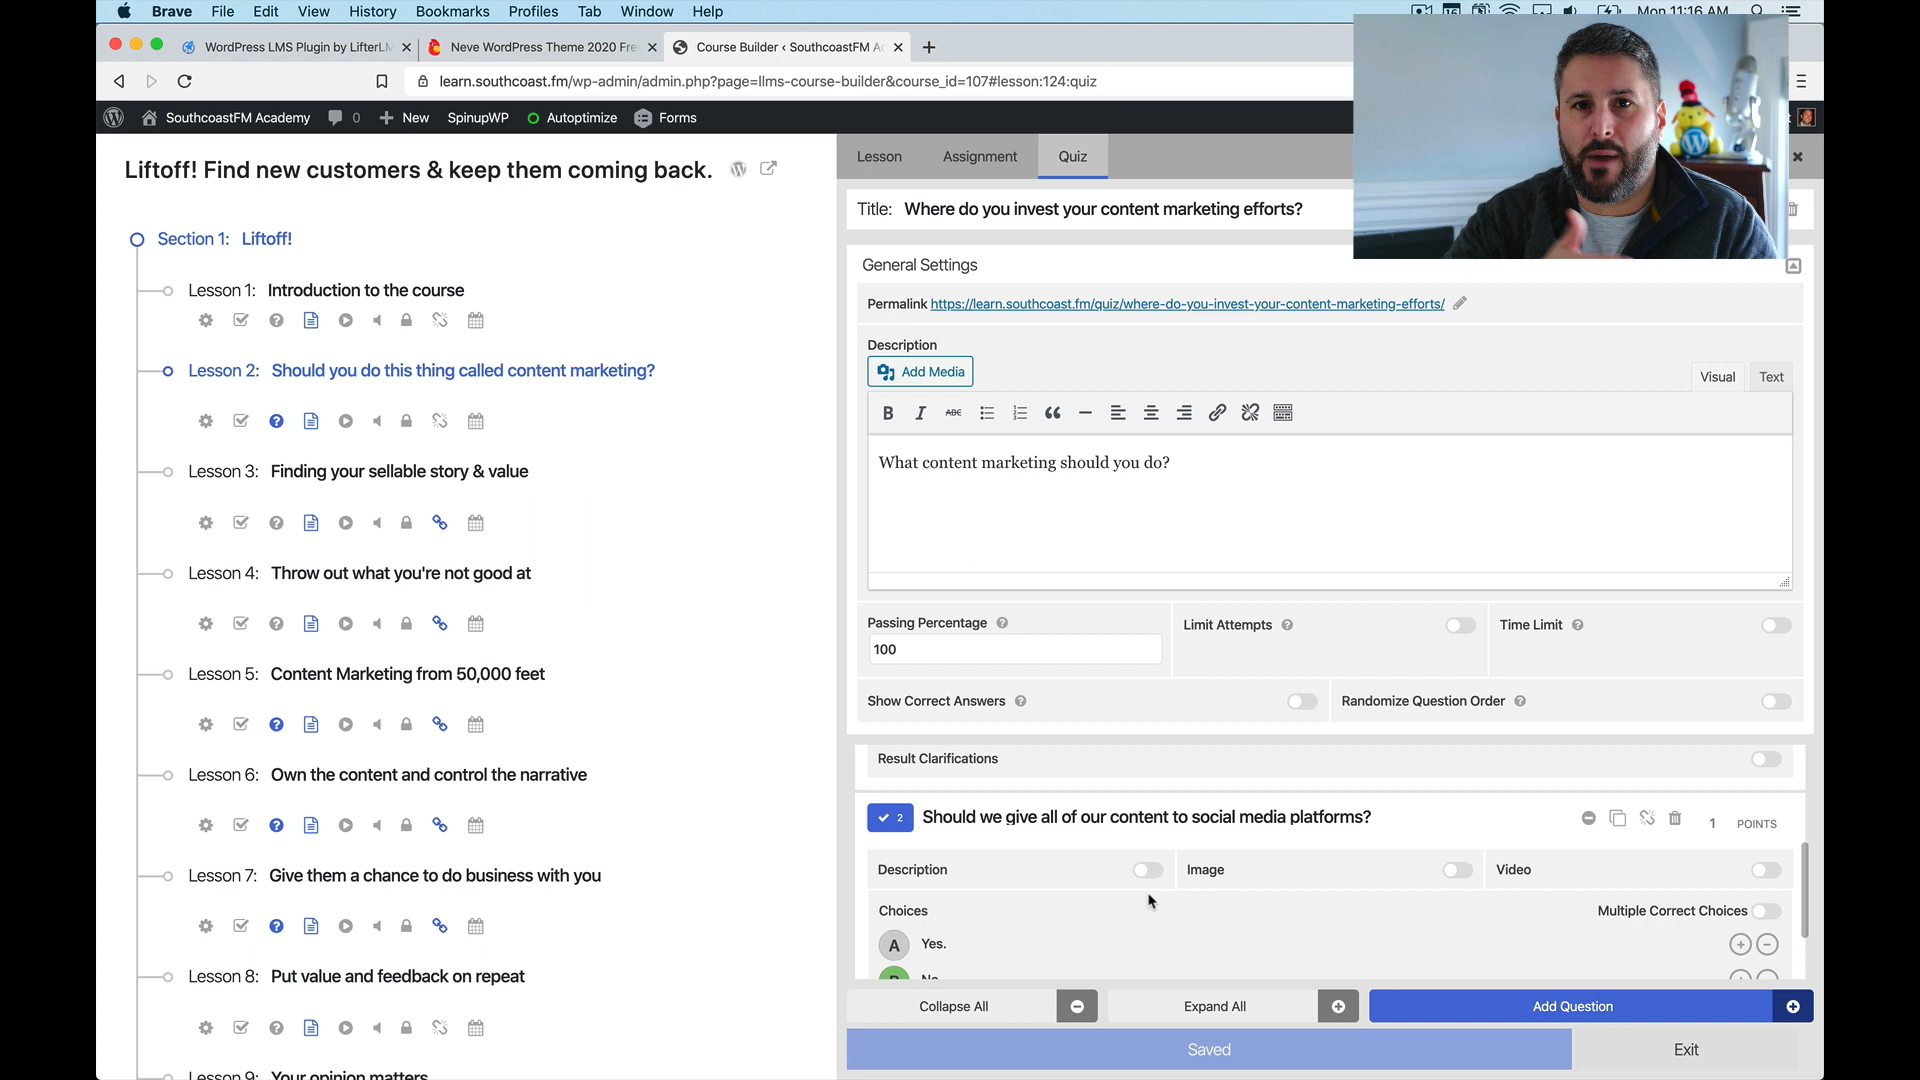 Brave File Edit View History Bookmarks Profiles Tab Window Help
16 Mon 11:16 AM
WordPress LMS Plugin by LifterLM
Neve WordPress Theme 2020 Fre
Course Builder ‹ SouthcoastFM Ac
learn.southcoast.fm/wp-admin/admin.php?page=llms-course-builder&course_id=107#lesson:124:quiz
SouthcoastFM Academy 0 New SpinupWP Autoptimize Forms
Liftoff! Find new customers & keep them coming back.
Section 1: Liftoff!
Lesson 1: Introduction to the course
Lesson 2: Should you do this thing called content marketing?
Lesson 3: Finding your sellable story & value
Lesson 4: Throw out what you're not good at
Lesson 5: Content Marketing from 50,000 feet
Lesson 6: Own the content and control the narrative
Lesson 7: Give them a chance to do business with you
Lesson 8: Put value and feedback on repeat
Lesson 9: Your opinion matters
Lesson Assignment Quiz
Title: Where do you invest your content marketing efforts?
General Settings
Permalink https://learn.southcoast.fm/quiz/where-do-you-invest-your-content-marketing-efforts/
Description
Add Media
Visual Text
B I ABC
What content marketing should you do?
Passing Percentage
100
Limit Attempts
Time Limit
Show Correct Answers
Randomize Question Order
Result Clarifications
2 Should we give all of our content to social media platforms?
1 POINTS
Description Image Video
Choices Multiple Correct Choices
A Yes.
B No
Collapse All Expand All Add Question
Saved Exit